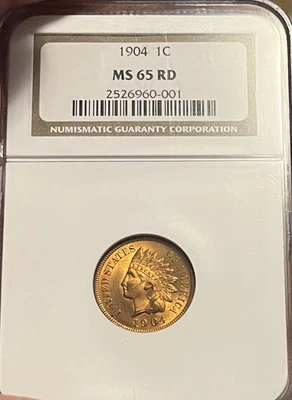 1904 1C
MS 65 RD
2526960-001
NUMISMATIC GUARANTY CORPORATION
UNITED STATES OF AMERICA
1904